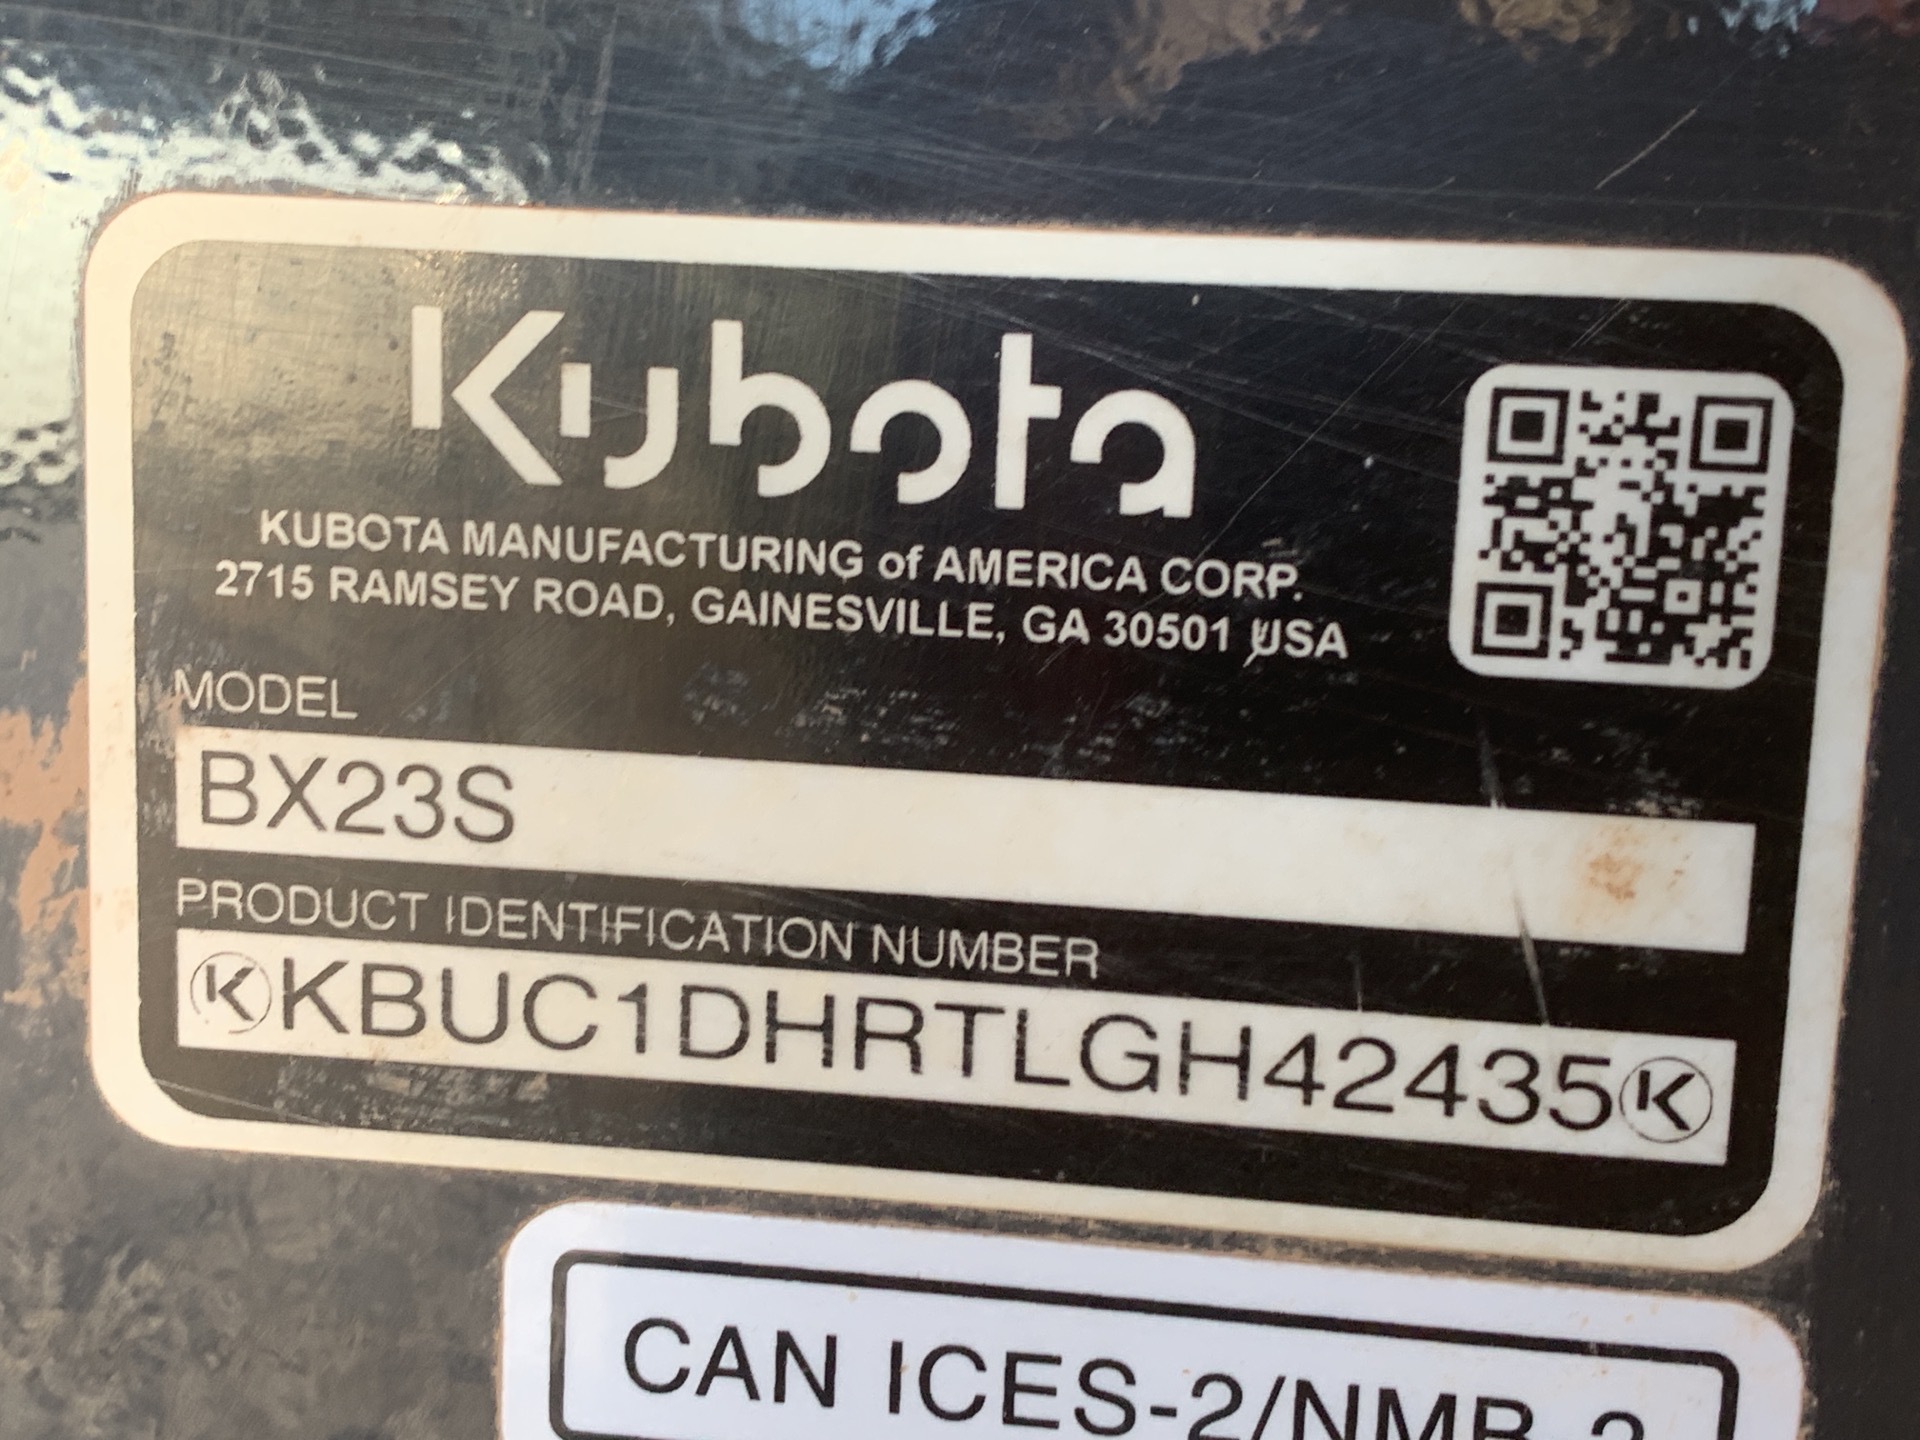 Kubota
KUBOTA MANUFACTURING of AMERICA CORP.
2715 RAMSEY ROAD, GAINESVILLE, GA 30501 USA
MODEL
BX23S
PRODUCT IDENTIFICATION NUMBER
KKBUC1DHRTLGH42435K
CAN ICES-2/NMB-2